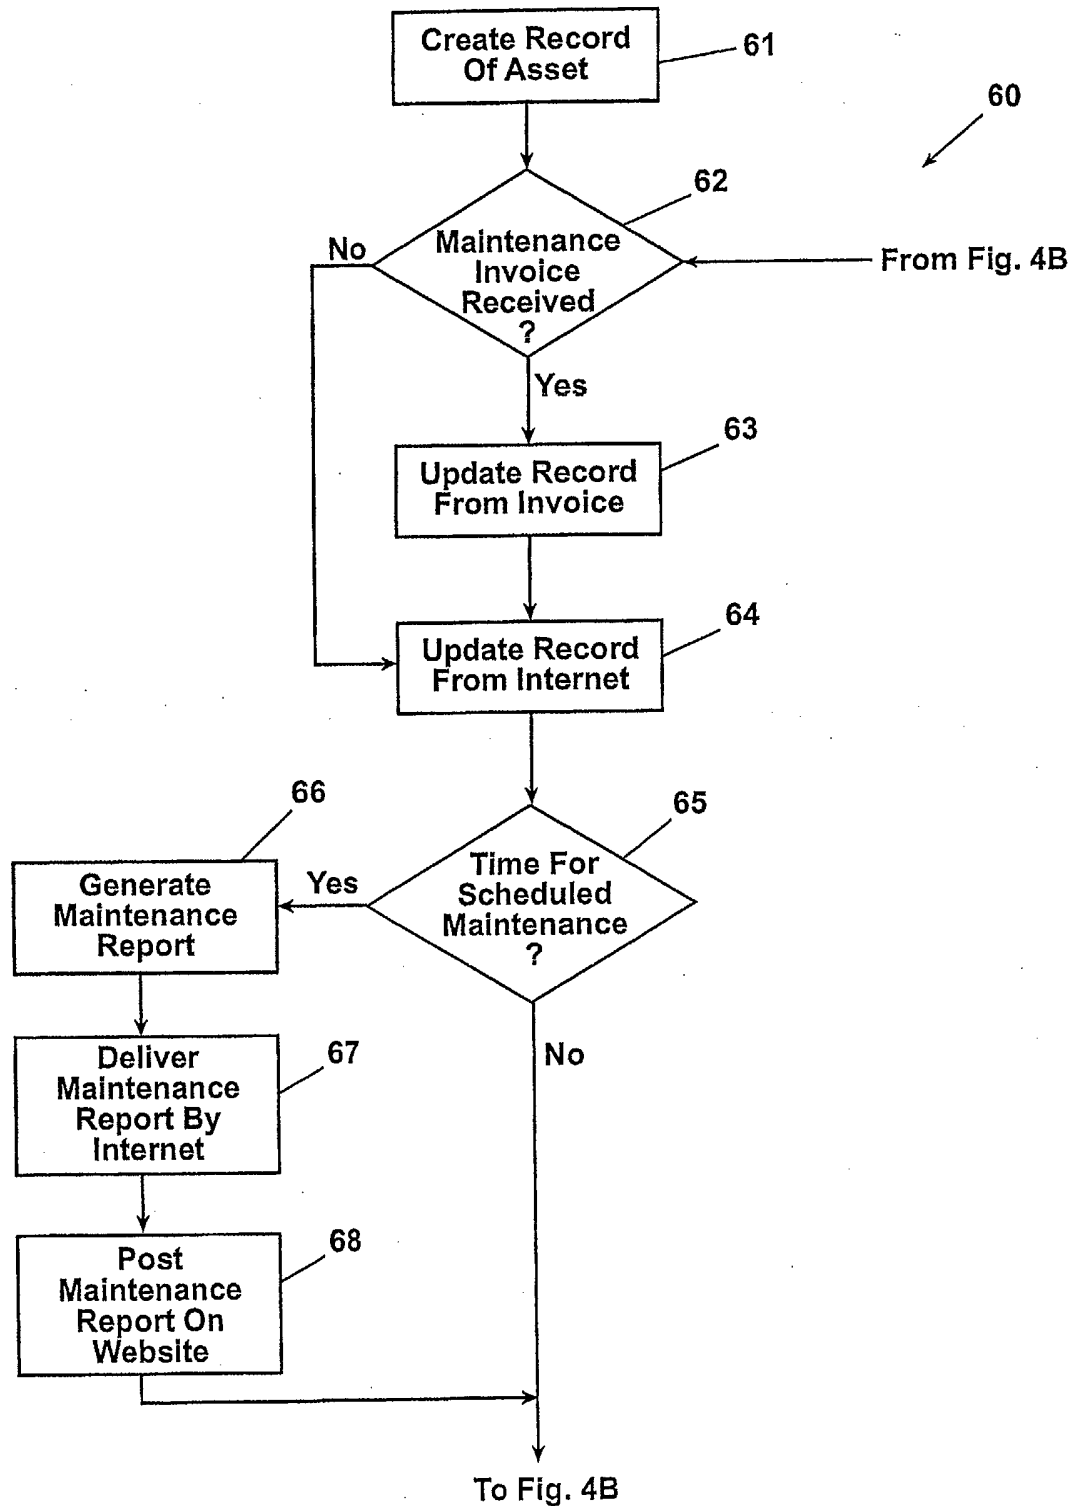 Create Record
Of Asset
61
60
62
No
Maintenance
Invoice
Received
?
From Fig. 4B
Yes
63
Update Record
From Invoice
64
Update Record
From Internet
66
65
Time For
Scheduled
Maintenance
?
Yes
Generate
Maintenance
Report
No
67
Deliver
Maintenance
Report By
Internet
68
Post
Maintenance
Report On
Website
To Fig. 4B